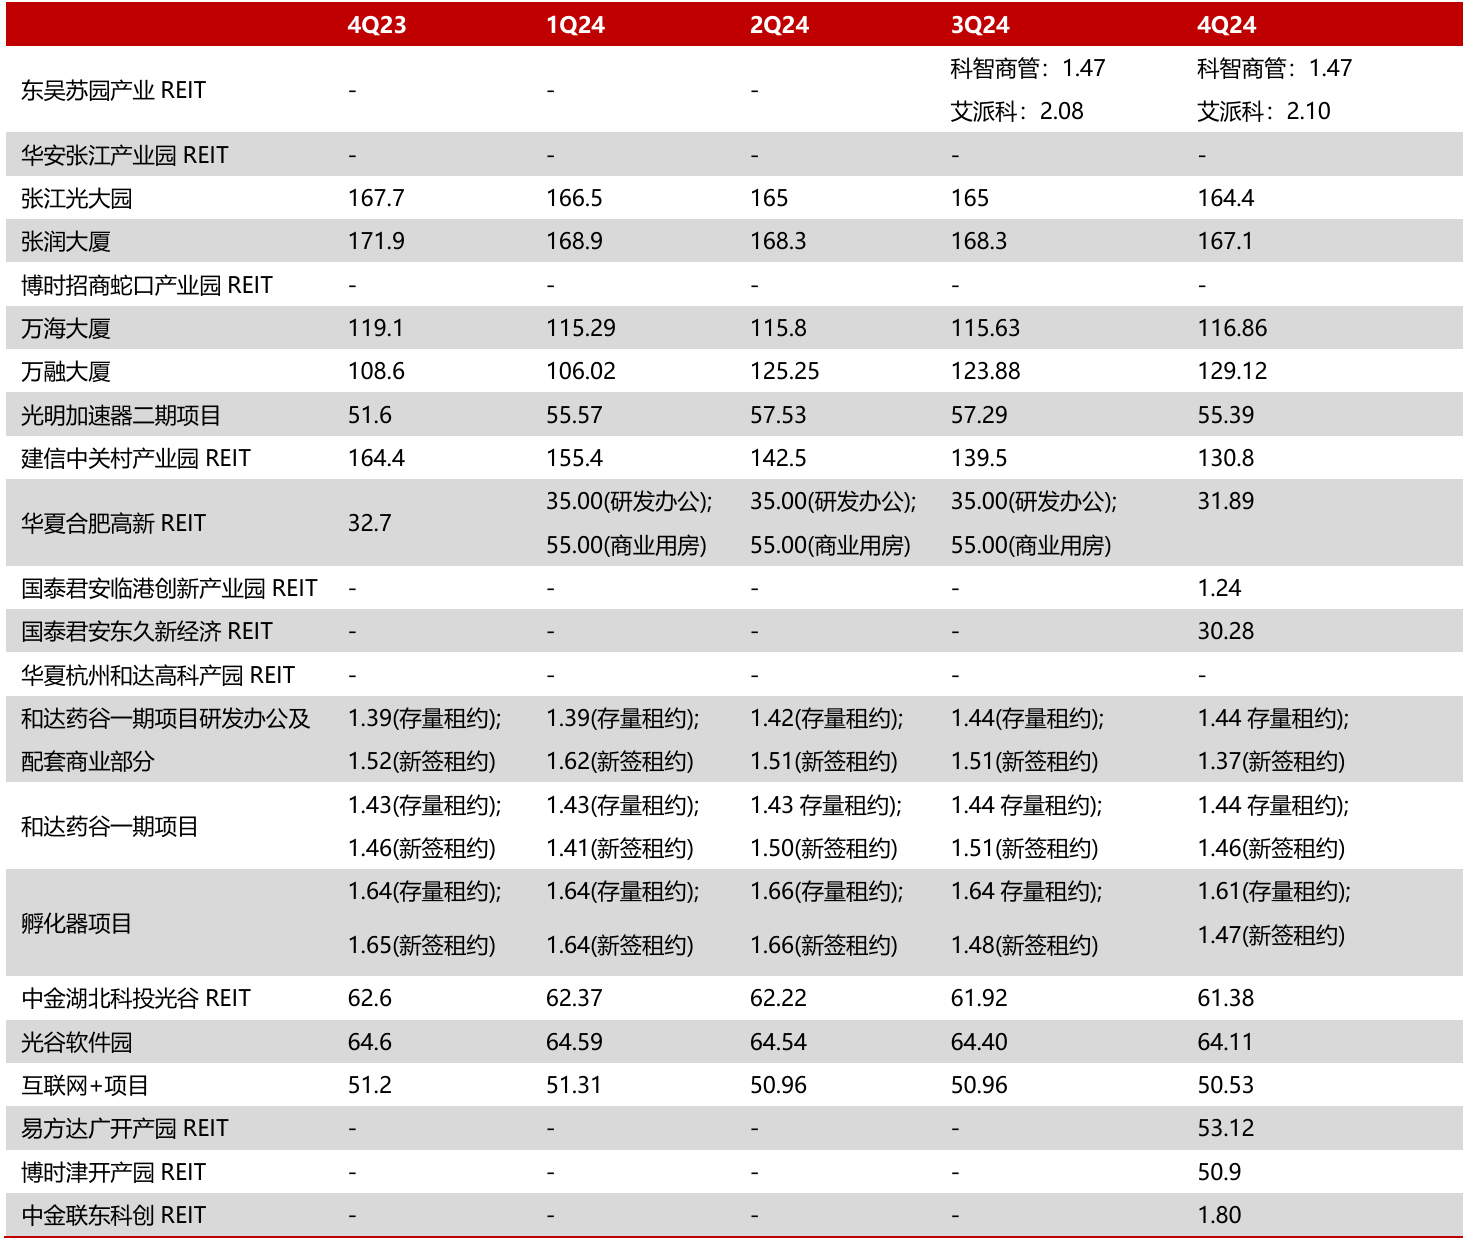 4Q23 1Q24 2Q24 3Q24 4Q24
东吴苏园产业 REIT - - - 科智商管：1.47 科智商管：1.47
艾派科：2.08 艾派科：2.10
华安张江产业园 REIT - - - - -
张江光大园 167.7 166.5 165 165 164.4
张润大厦 171.9 168.9 168.3 168.3 167.1
博时招商蛇口产业园 REIT - - - - -
万海大厦 119.1 115.29 115.8 115.63 116.86
万融大厦 108.6 106.02 125.25 123.88 129.12
光明加速器二期项目 51.6 55.57 57.53 57.29 55.39
建信中关村产业园 REIT 164.4 155.4 142.5 139.5 130.8
华夏合肥高新 REIT 32.7 35.00(研发办公); 35.00(研发办公); 35.00(研发办公); 31.89
55.00(商业用房) 55.00(商业用房) 55.00(商业用房)
国泰君安临港创新产业园 REIT - - - - 1.24
国泰君安东久新经济 REIT - - - - 30.28
华夏杭州和达高科产园 REIT - - - - -
和达药谷一期项目研发办公及 1.39(存量租约); 1.39(存量租约); 1.42(存量租约); 1.44(存量租约); 1.44 存量租约);
配套商业部分 1.52(新签租约) 1.62(新签租约) 1.51(新签租约) 1.51(新签租约) 1.37(新签租约)
和达药谷一期项目 1.43(存量租约); 1.43(存量租约); 1.43 存量租约); 1.44 存量租约); 1.44 存量租约);
1.46(新签租约) 1.41(新签租约) 1.50(新签租约) 1.51(新签租约) 1.46(新签租约)
孵化器项目 1.64(存量租约); 1.64(存量租约); 1.66(存量租约); 1.64 存量租约); 1.61(存量租约);
1.65(新签租约) 1.64(新签租约) 1.66(新签租约) 1.48(新签租约) 1.47(新签租约)
中金湖北科投光谷 REIT 62.6 62.37 62.22 61.92 61.38
光谷软件园 64.6 64.59 64.54 64.40 64.11
互联网+项目 51.2 51.31 50.96 50.96 50.53
易方达广开产园 REIT - - - - 53.12
博时津开产园 REIT - - - - 50.9
中金联东科创 REIT - - - - 1.80